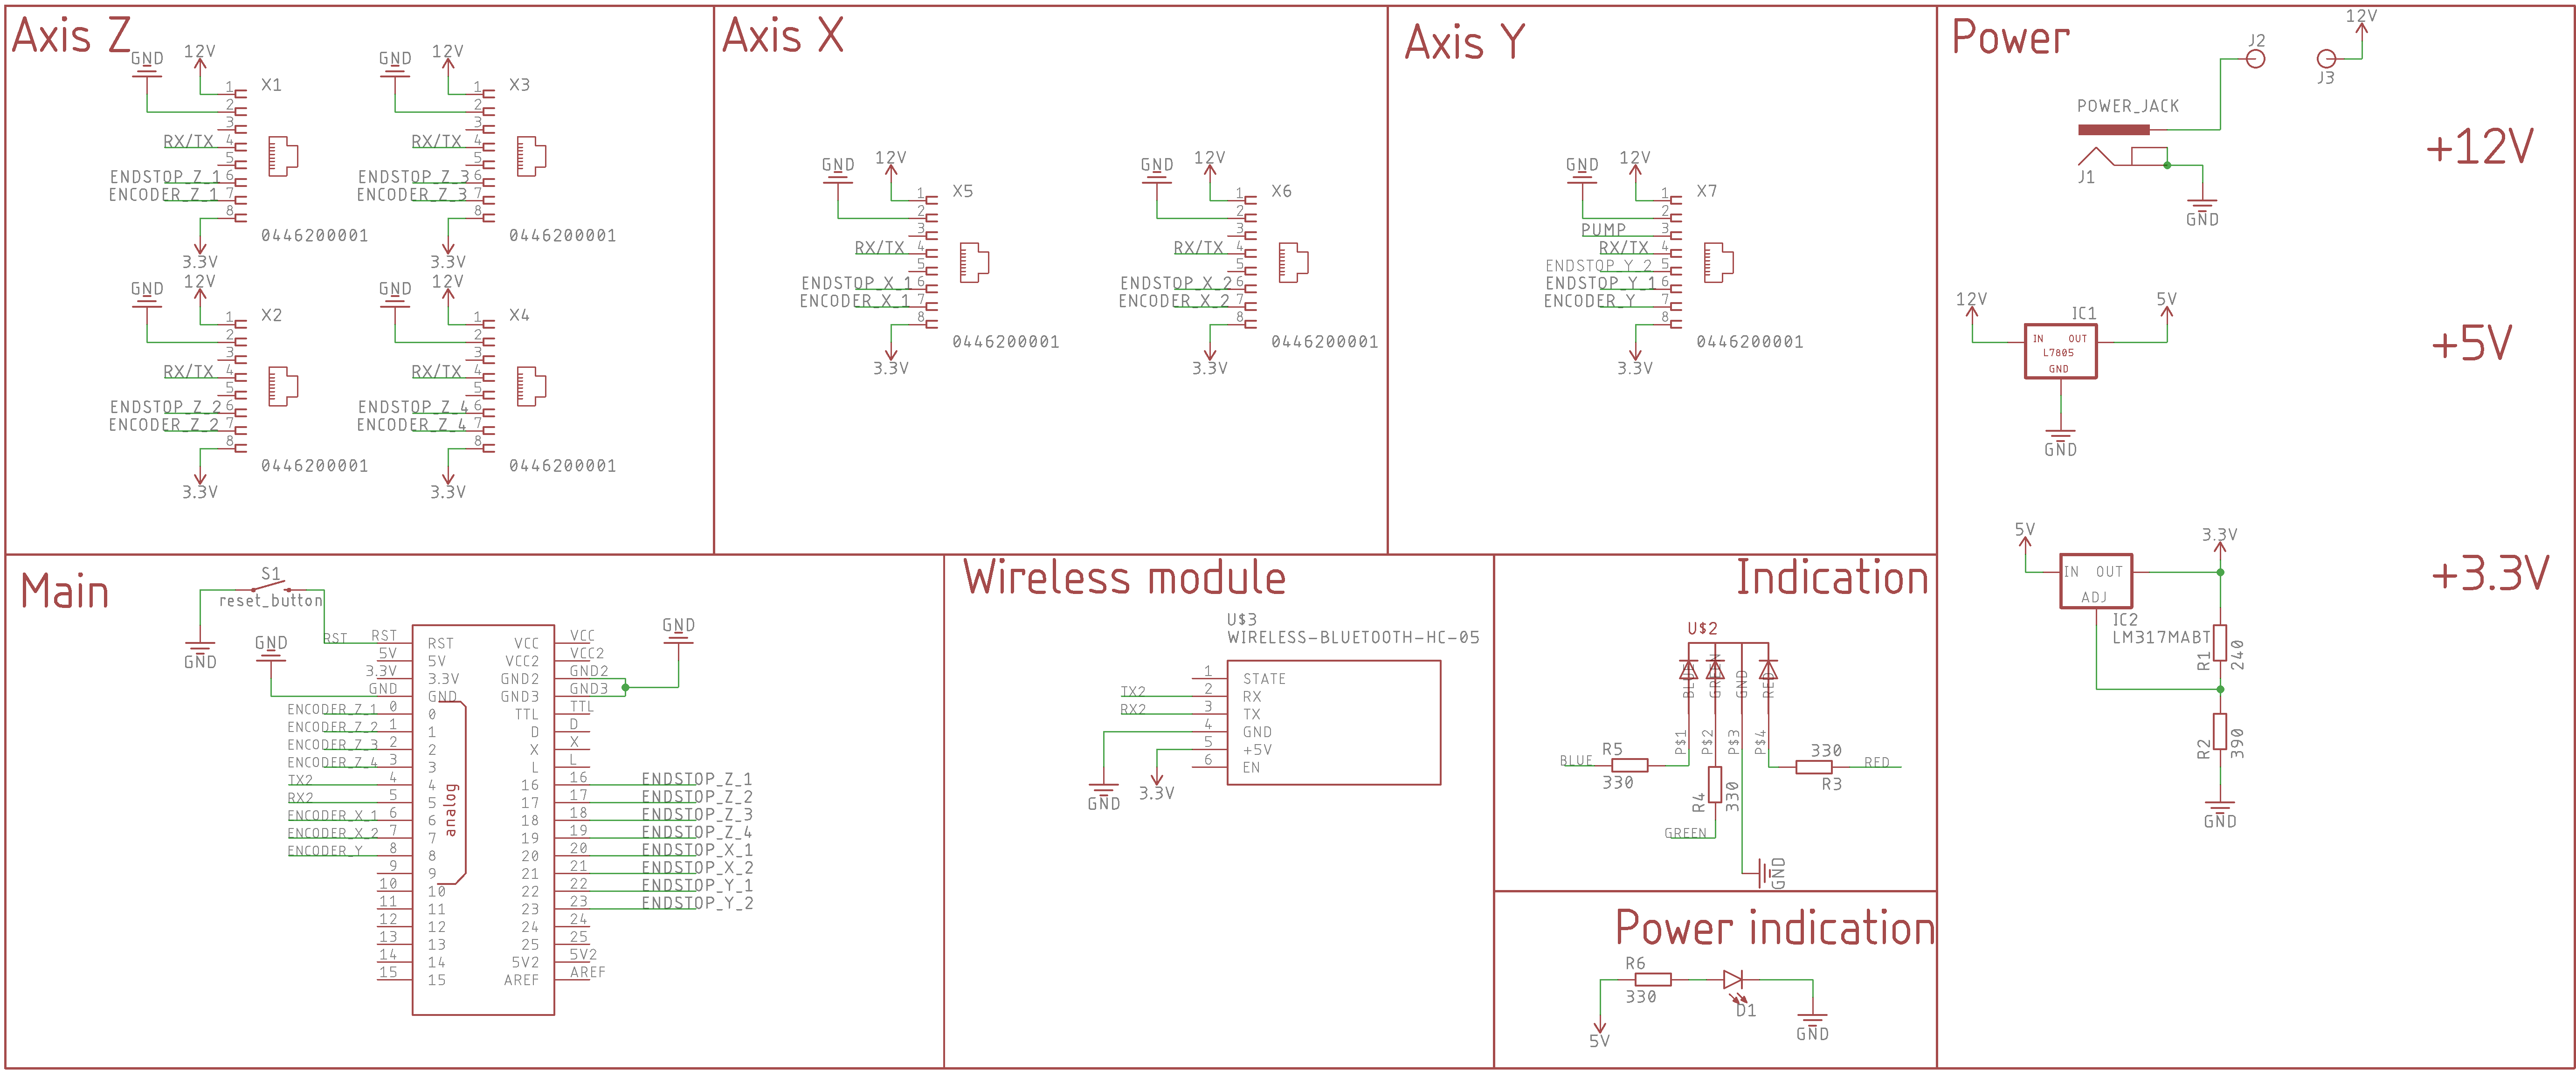 Axis Z
GND
12V
X1
1
2
3
RX/TX
4
5
ENDSTOP_Z_1
6
ENCODER_Z_1
7
8
0446200001
3.3V
GND
12V
X3
1
2
3
RX/TX
4
5
ENDSTOP_Z_3
6
ENCODER_Z_3
7
8
0446200001
3.3V
GND
12V
X2
1
2
3
RX/TX
4
5
ENDSTOP_Z_2
6
ENCODER_Z_2
7
8
0446200001
3.3V
GND
12V
X4
1
2
3
RX/TX
4
5
ENDSTOP_Z_4
6
ENCODER_Z_4
7
8
0446200001
3.3V
Axis X
GND
12V
X5
1
2
3
RX/TX
4
5
ENDSTOP_X_1
6
ENCODER_X_1
7
8
0446200001
3.3V
GND
12V
X6
1
2
3
RX/TX
4
5
ENDSTOP_X_2
6
ENCODER_X_2
7
8
0446200001
3.3V
Axis Y
GND
12V
X7
1
2
PUMP
3
RX/TX
4
ENDSTOP_Y_2
5
ENDSTOP_Y_1
6
ENCODER_Y
7
8
0446200001
3.3V
Power
12V
J2
J3
POWER_JACK
J1
GND
+12V
12V
5V
IC1
IN OUT
L7805
GND
GND
+5V
5V
3.3V
IN OUT
ADJ
IC2
LM317MABT
R1
240
R2
390
GND
+3.3V
Main
S1
reset_button
GND
GND
GND
RST
RST RST VCC VCC
5V 5V VCC2 VCC2
3.3V 3.3V GND2 GND2
GND GND GND3 GND3
ENCODER_Z_1 0 0 TTL TTL
ENCODER_Z_2 1 1 D D
ENCODER_Z_3 2 2 X X
ENCODER_Z_4 3 3 L L
TX2 4 4 16 16 ENDSTOP_Z_1
RX2 5 5 17 17 ENDSTOP_Z_2
ENCODER_X_1 6 6 18 18 ENDSTOP_Z_3
ENCODER_X_2 7 7 19 19 ENDSTOP_Z_4
ENCODER_Y 8 8 20 20 ENDSTOP_X_1
9 9 21 21 ENDSTOP_X_2
10 10 22 22 ENDSTOP_Y_1
11 11 23 23 ENDSTOP_Y_2
12 12 24 24
13 13 25 25
14 14 5V2 5V2
15 15 AREF AREF
analog
Wireless module
U$3
WIRELESS-BLUETOOTH-HC-05
1 STATE
TX2 2 RX
RX2 3 TX
4 GND
5 +5V
6 EN
GND
3.3V
Indication
U$2
BLUE
GREEN
GND
RED
P$1
P$2
P$3
P$4
BLUE
R5
330
R4
330
GREEN
330
R3
RED
GND
Power indication
R6
330
D1
5V
GND